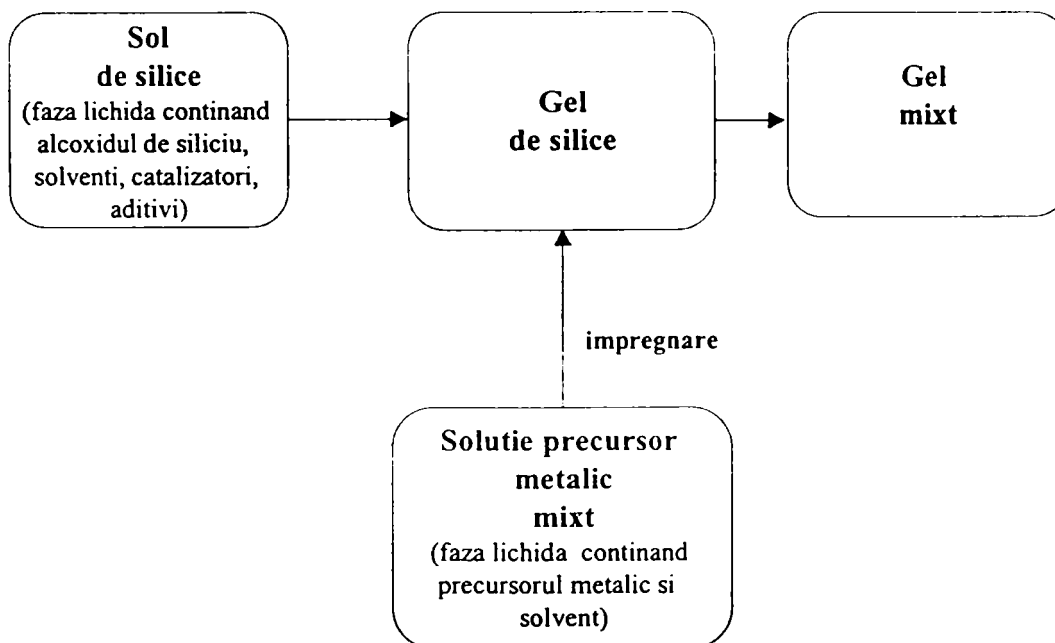 Sol
de silice
(faza lichida continand
alcoxidul de siliciu,
solventi, catalizatori,
aditivi)
Gel
de silice
Gel
mixt
impregnare
Solutie precursor
metalic
mixt
(faza lichida continand
precursorul metalic si
solvent)